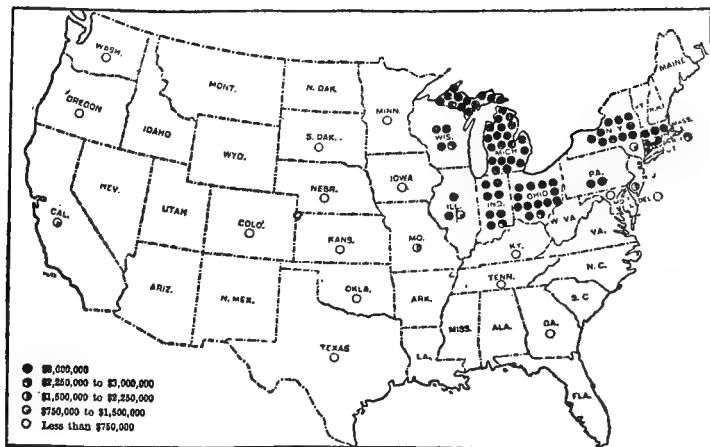 WASH.
MONT.
N. DAK.
MINN.
MAINE
OREGON
IDAHO
S. DAK.
WIS.
MICH.
N.Y.
VT.
N.H.
MASS.
WYO.
IOWA
PA.
N J
NEV.
NEBR.
ILL.
IND.
OHIO
DEL.
CAL.
UTAH
COLO.
KANS.
MO.
W VA
VA.
KY.
ARIZ.
N. MEX.
OKLA.
ARK.
TENN.
N.C.
S. C
TEXAS
LA.
MISS.
ALA.
GA.
FLA.
$3,000,000
$2,250,000 to $3,000,000
$1,500,000 to $2,250,000
$750,000 to $1,500,000
Less than $750,000